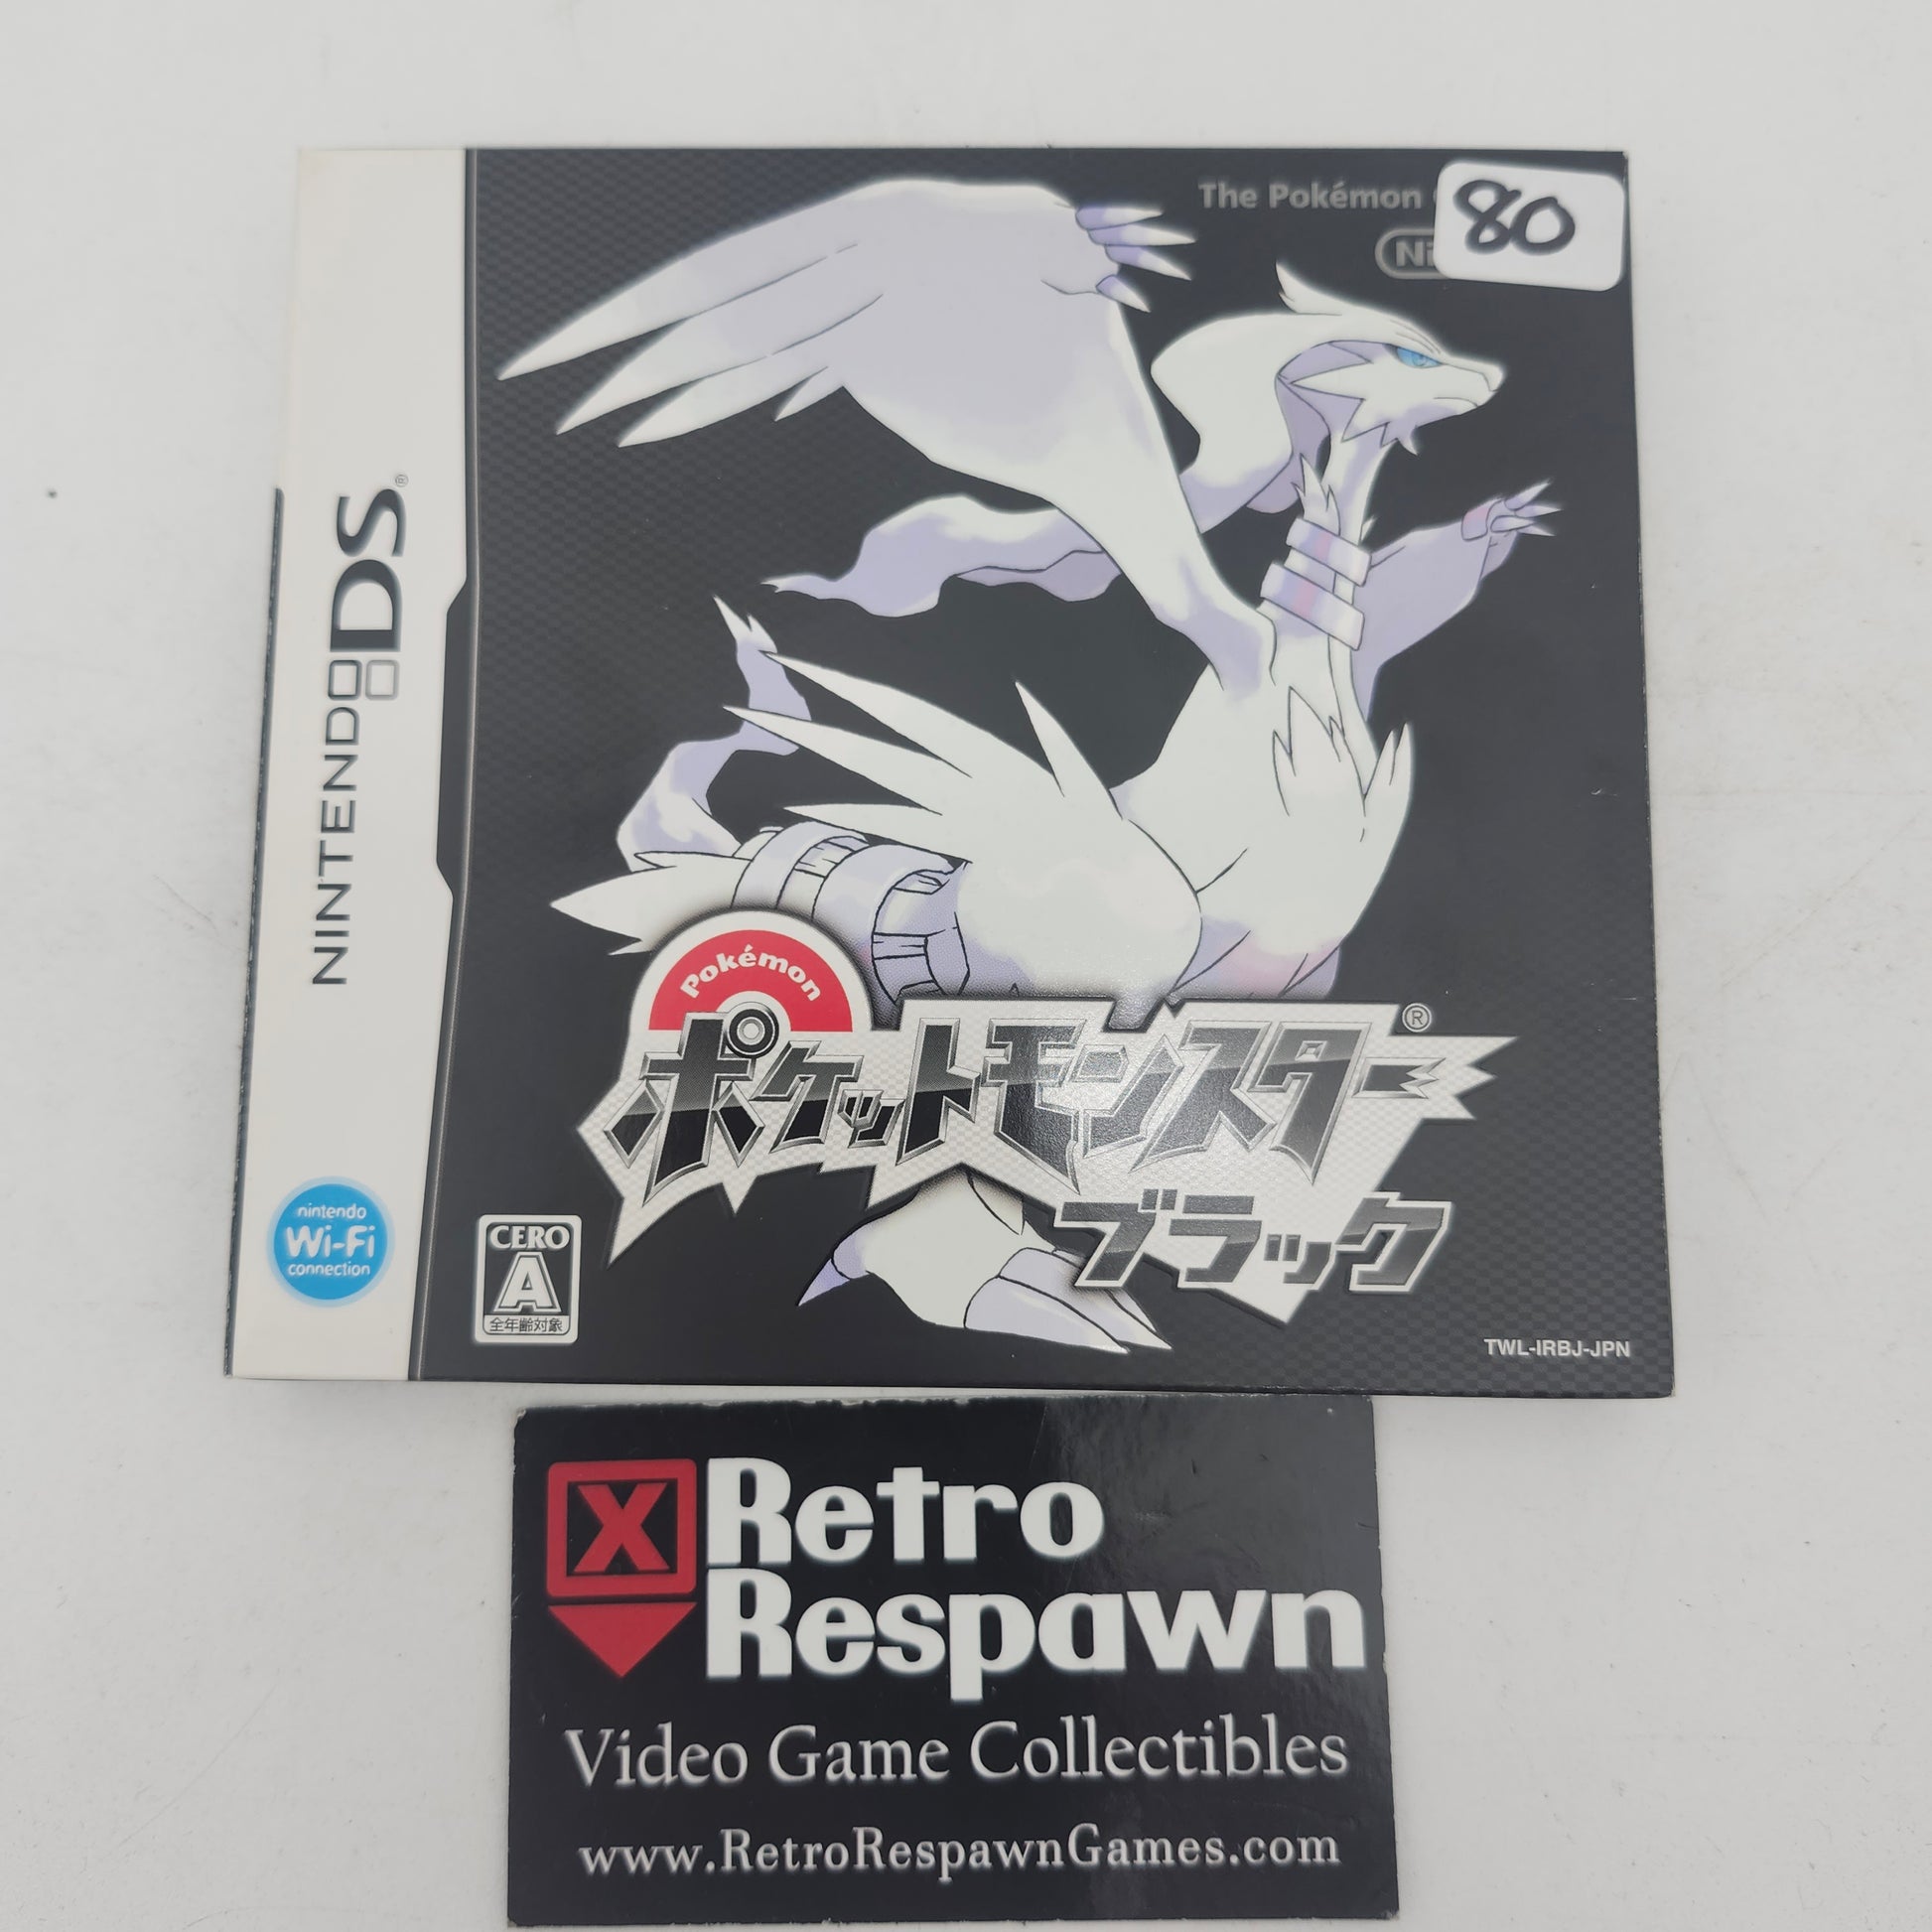 The Pokémon
80
NINTENDO DS®
Pokémon
ポケットモンスター®
ブラック
nintendo
Wi-Fi
connection
CERO
A
全年齢対象
TWL-IRBJ-JPN
X Retro
Respawn
Video Game Collectibles
www.RetroRespawnGames.com